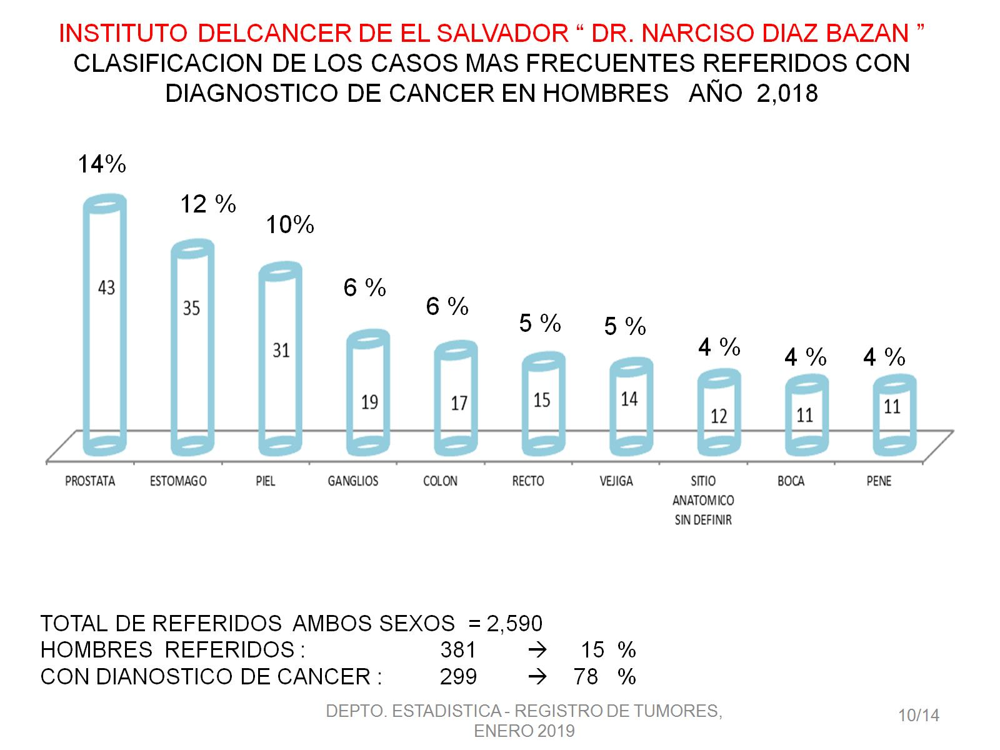 INSTITUTO DELCANCER DE EL SALVADOR “ DR. NARCISO DIAZ BAZAN ”
CLASIFICACION DE LOS CASOS MAS FRECUENTES REFERIDOS CON
DIAGNOSTICO DE CANCER EN HOMBRES AÑO 2,018
14%
12 %
10%
6 %
6 %
5 %
5 %
4 %
4 %
4 %
43
35
31
19
17
15
14
12
11
11
PROSTATA
ESTOMAGO
PIEL
GANGLIOS
COLON
RECTO
VEJIGA
SITIO
ANATOMICO
SIN DEFINIR
BOCA
PENE
TOTAL DE REFERIDOS AMBOS SEXOS = 2,590
HOMBRES REFERIDOS : 381 → 15 %
CON DIANOSTICO DE CANCER : 299 → 78 %
DEPTO. ESTADISTICA - REGISTRO DE TUMORES,
ENERO 2019
10/14